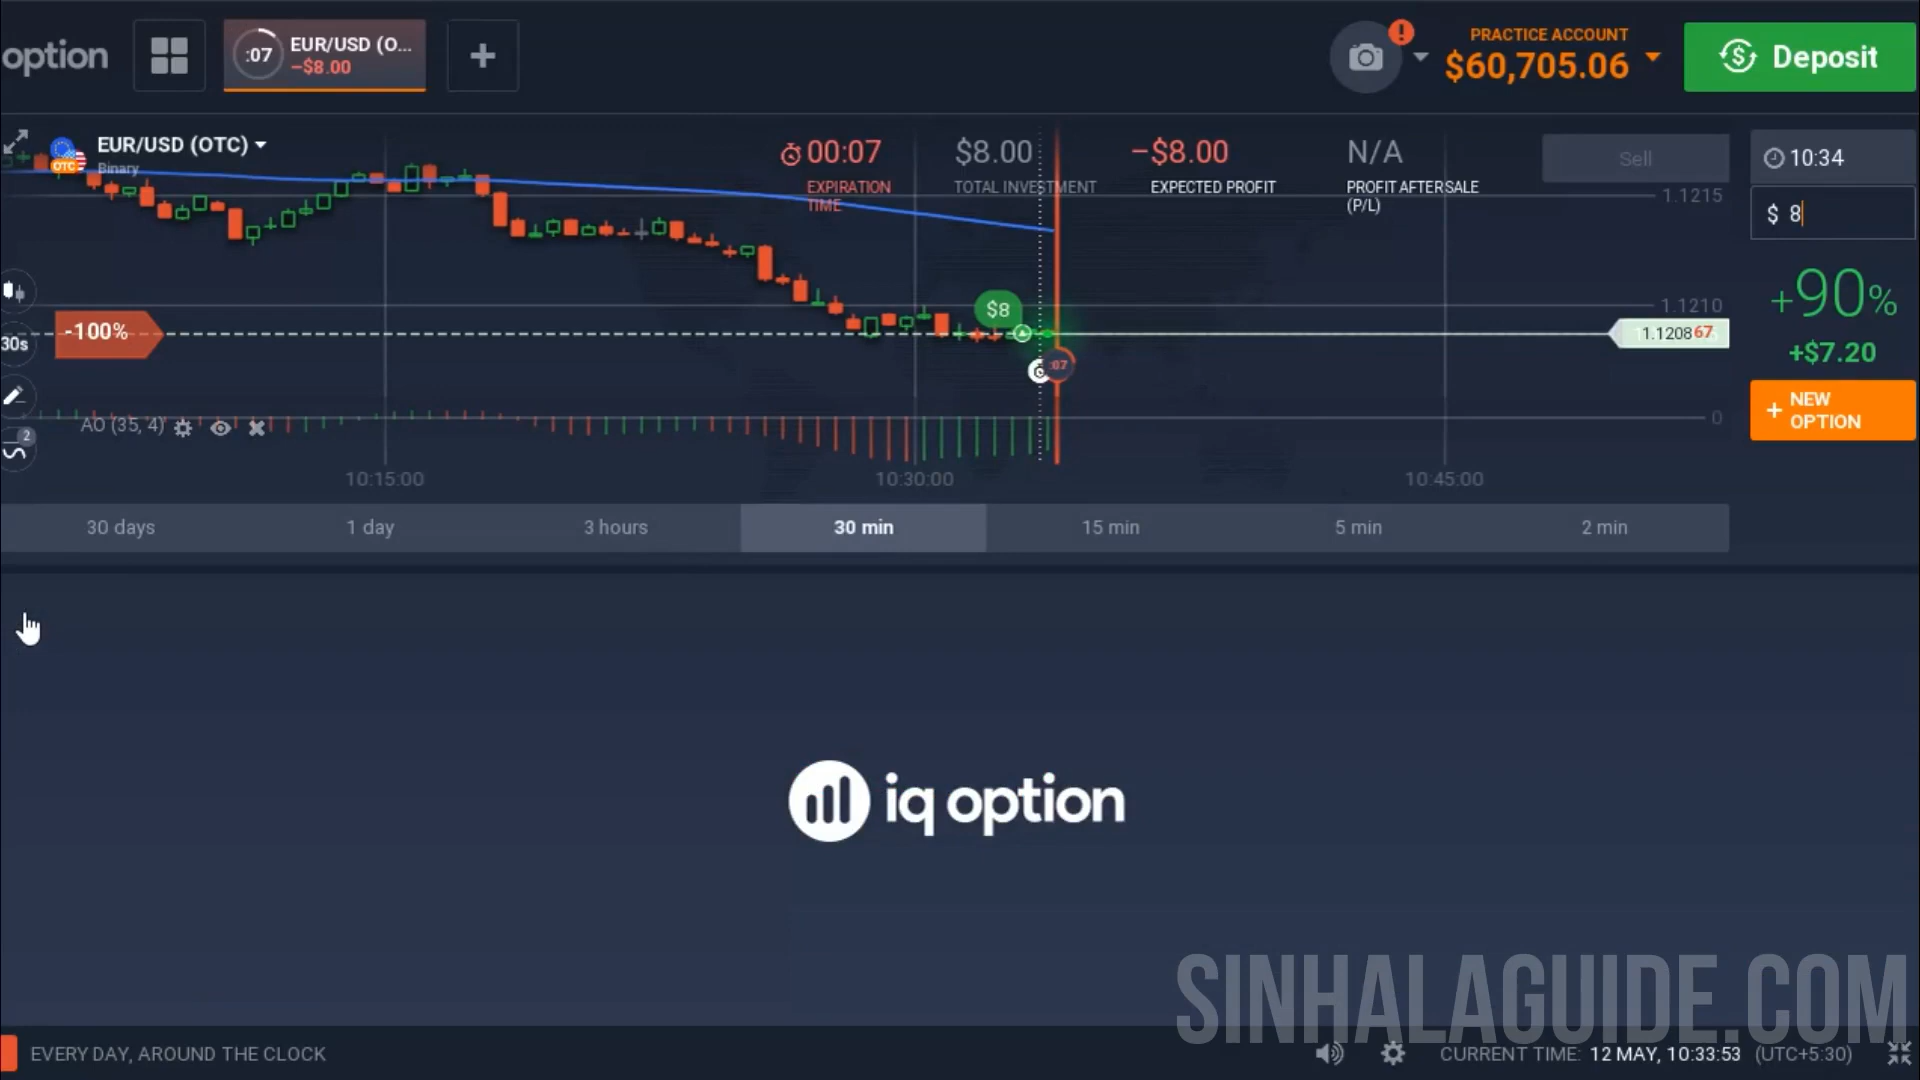 option
:07
EUR/USD (O...
−$8.00
+
!
PRACTICE ACCOUNT
$60,705.06
Deposit
EUR/USD (OTC)
OTC
Binary
00:07
EXPIRATION
TIME
$8.00
TOTAL INVESTMENT
−$8.00
EXPECTED PROFIT
N/A
PROFIT AFTERSALE
(P/L)
Sell
10:34
1.1215
$ 8
+90%
+$7.20
+ NEW
OPTION
1.1210
$8
-100%
30s
1.120867
:07
2
AO (35, 4)
0
10:15:00
10:30:00
10:45:00
30 days
1 day
3 hours
30 min
15 min
5 min
2 min
iq option
SINHALAGUIDE.COM
EVERY DAY, AROUND THE CLOCK
CURRENT TIME: 12 MAY, 10:33:53 (UTC+5:30)